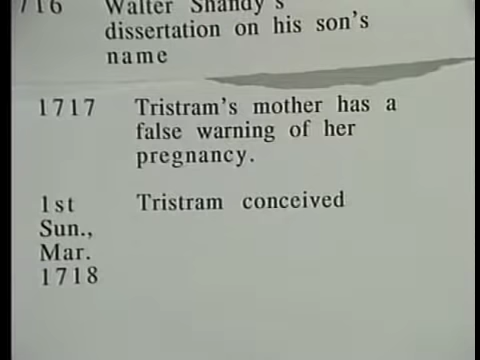 716 Walter Shandy's
dissertation on his son's
name
1717 Tristram's mother has a
false warning of her
pregnancy.
1st Tristram conceived
Sun.,
Mar.
1718